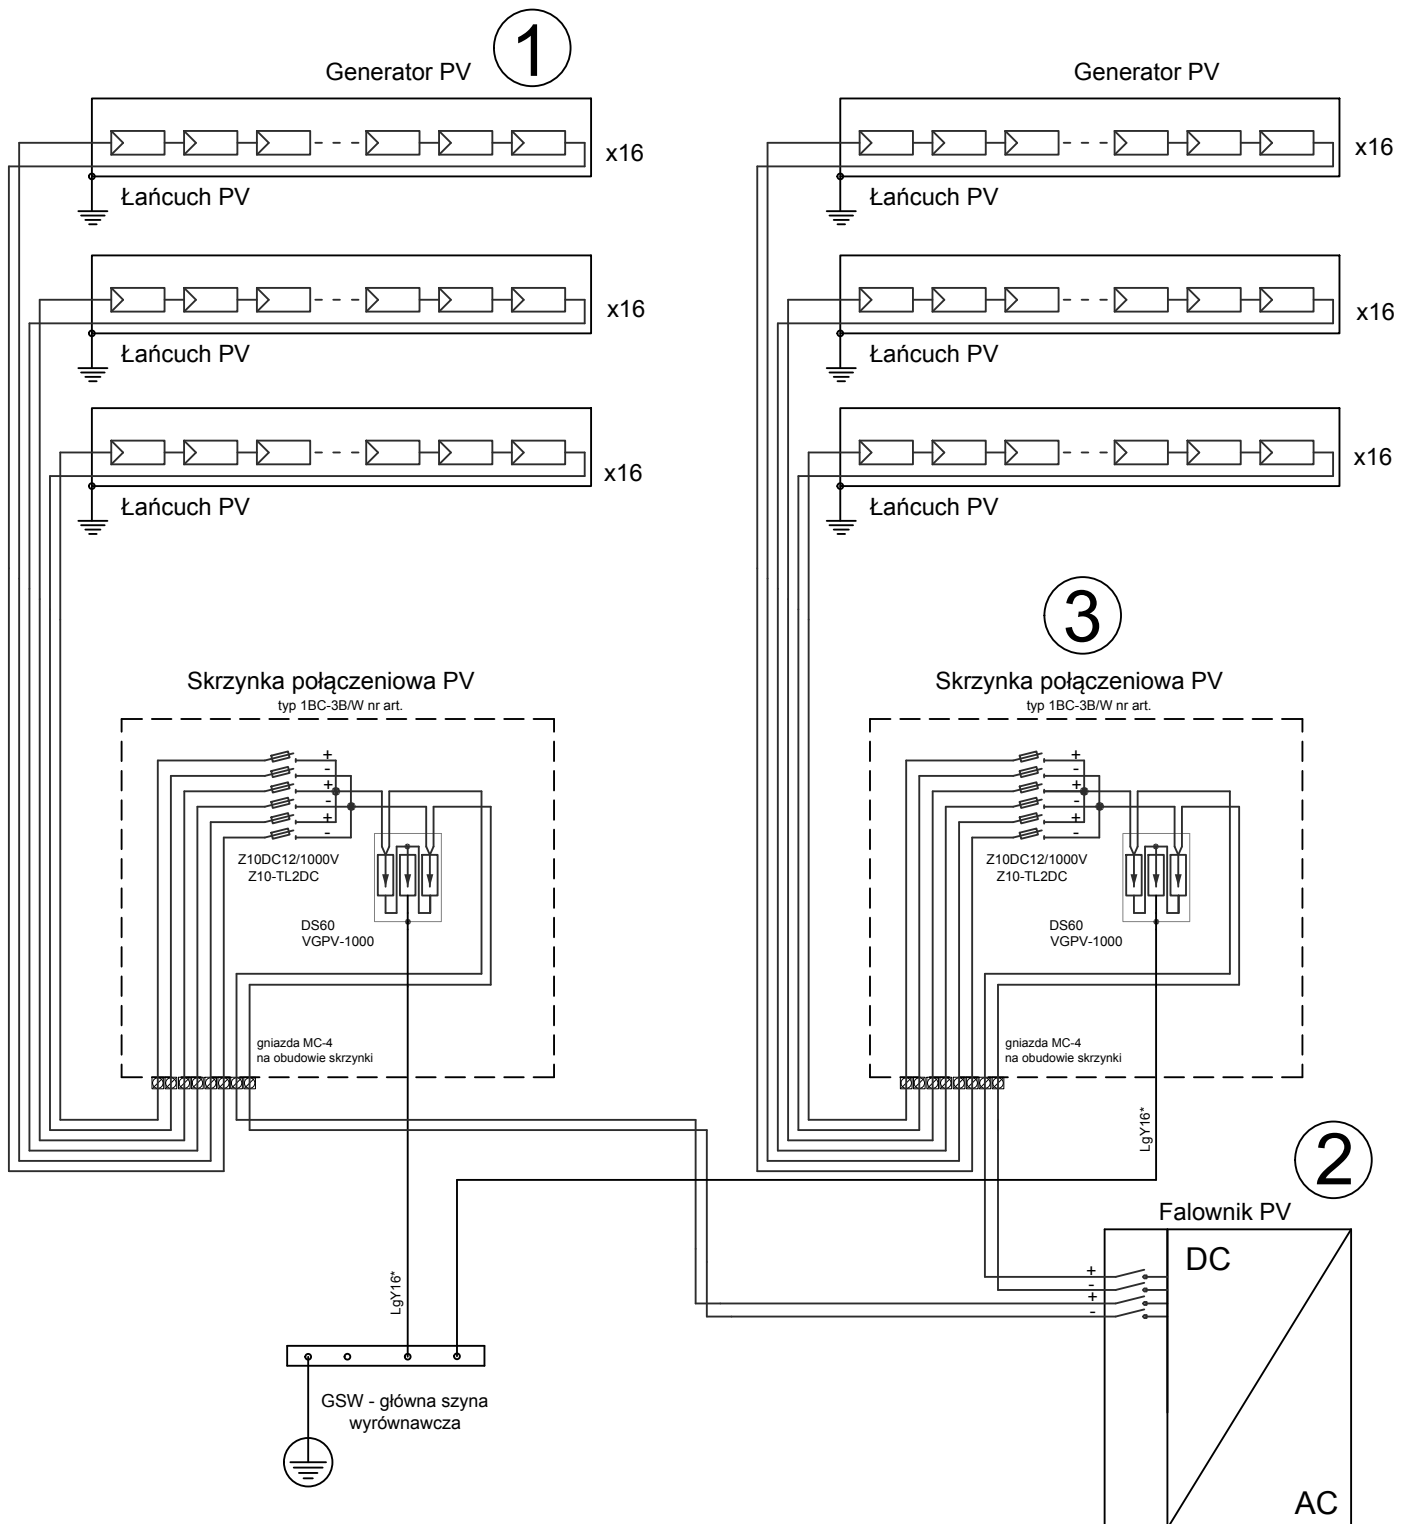 1
Generator PV
x16
Łańcuch PV
x16
Łańcuch PV
x16
Łańcuch PV
Generator PV
x16
Łańcuch PV
x16
Łańcuch PV
x16
Łańcuch PV
Skrzynka połączeniowa PV
typ 1BC-3B/W nr art.
+
-
+
-
+
-
Z10DC12/1000V
Z10-TL2DC
DS60
VGPV-1000
gniazda MC-4
na obudowie skrzynki
LgY16*
3
Skrzynka połączeniowa PV
typ 1BC-3B/W nr art.
+
-
+
-
+
-
Z10DC12/1000V
Z10-TL2DC
DS60
VGPV-1000
gniazda MC-4
na obudowie skrzynki
LgY16*
GSW - główna szyna
wyrównawcza
2
Falownik PV
DC
+
-
+
-
AC